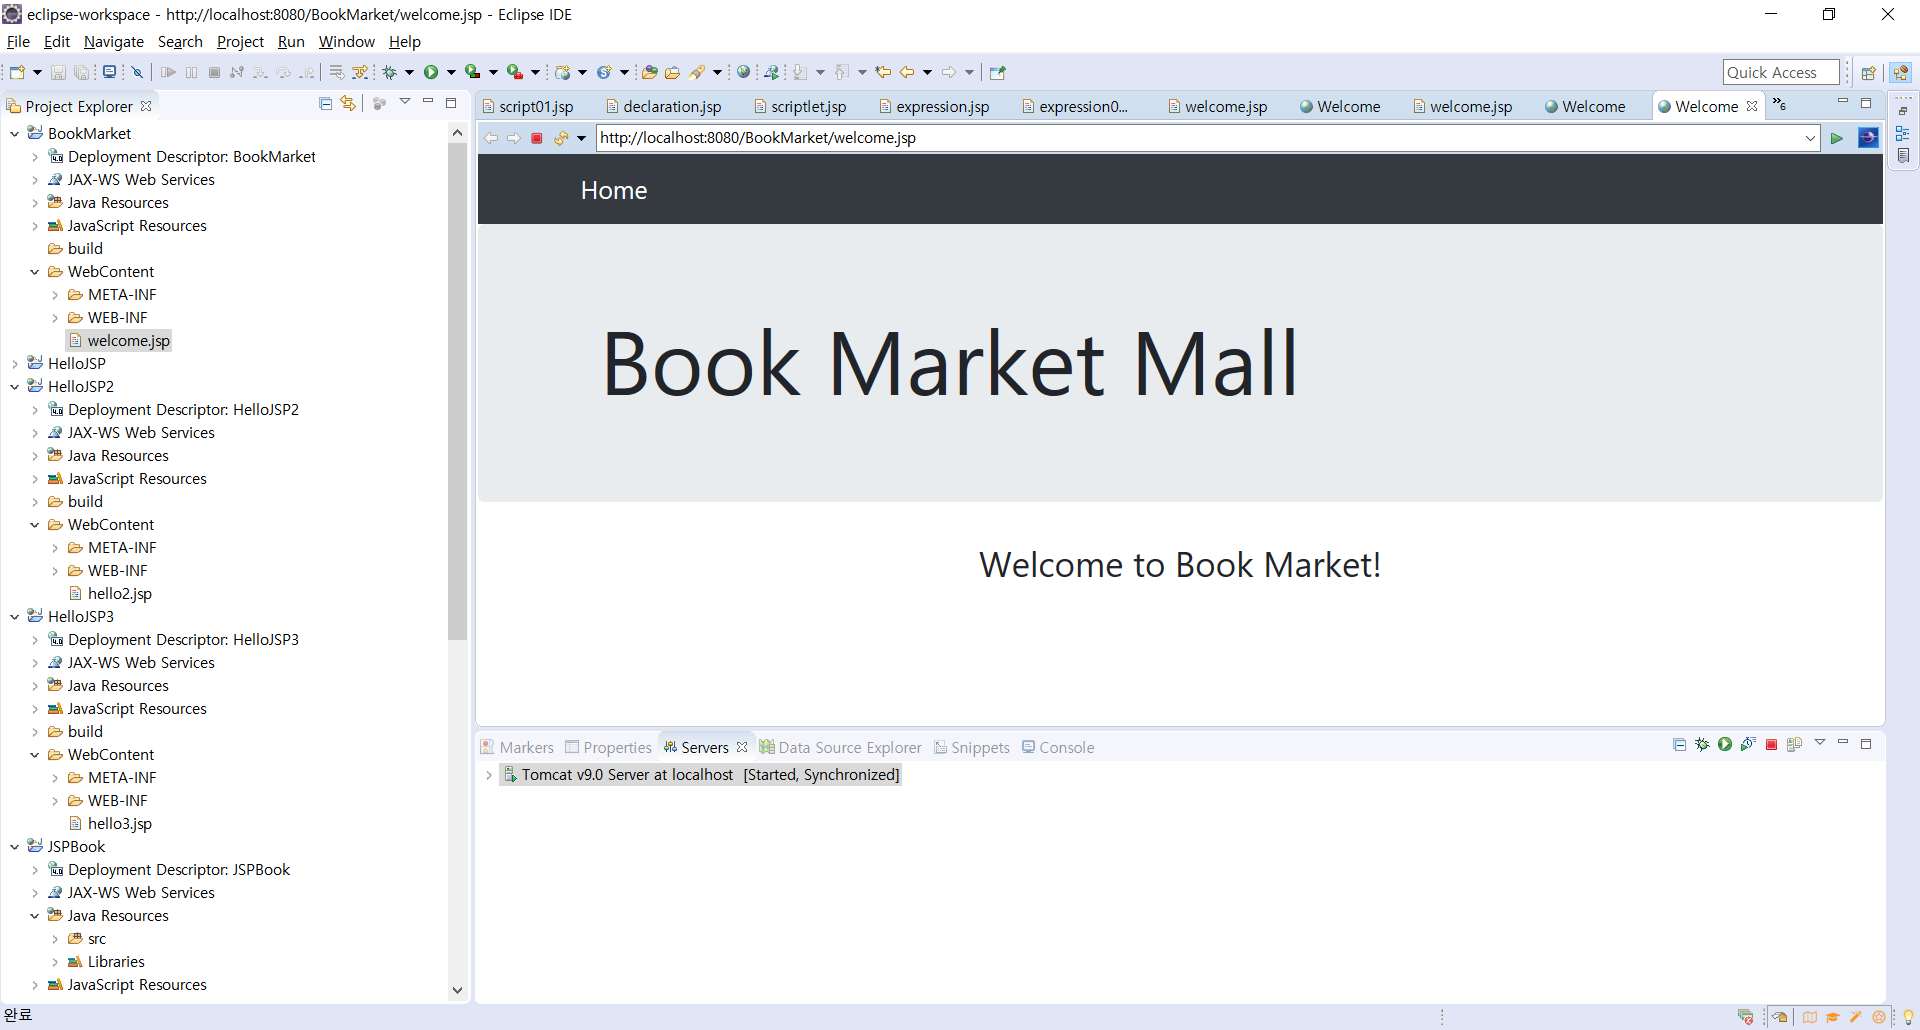 eclipse-workspace - http://localhost:8080/BookMarket/welcome.jsp - Eclipse IDE
File Edit Navigate Search Project Run Window Help
Quick Access
Project Explorer
BookMarket
Deployment Descriptor: BookMarket
JAX-WS Web Services
Java Resources
JavaScript Resources
build
WebContent
META-INF
WEB-INF
welcome.jsp
HelloJSP
HelloJSP2
Deployment Descriptor: HelloJSP2
JAX-WS Web Services
Java Resources
JavaScript Resources
build
WebContent
META-INF
WEB-INF
hello2.jsp
HelloJSP3
Deployment Descriptor: HelloJSP3
JAX-WS Web Services
Java Resources
JavaScript Resources
build
WebContent
META-INF
WEB-INF
hello3.jsp
JSPBook
Deployment Descriptor: JSPBook
JAX-WS Web Services
Java Resources
src
Libraries
JavaScript Resources
script01.jsp declaration.jsp scriptlet.jsp expression.jsp expression0... welcome.jsp Welcome welcome.jsp Welcome Welcome »6
http://localhost:8080/BookMarket/welcome.jsp
Home
Book Market Mall
Welcome to Book Market!
Markers Properties Servers Data Source Explorer Snippets Console
Tomcat v9.0 Server at localhost [Started, Synchronized]
완료